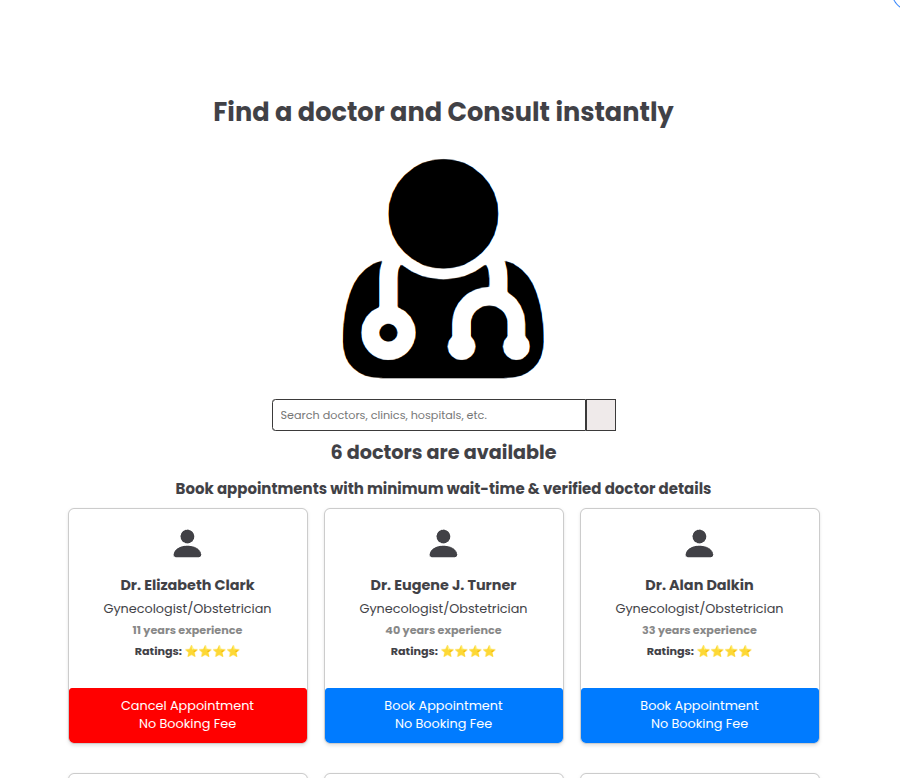 Find a doctor and Consult instantly
Search doctors, clinics, hospitals, etc.
6 doctors are available
Book appointments with minimum wait-time & verified doctor details
Dr. Elizabeth Clark
Gynecologist/Obstetrician
11 years experience
Ratings: ⭐⭐⭐⭐
Cancel Appointment
No Booking Fee
Dr. Eugene J. Turner
Gynecologist/Obstetrician
40 years experience
Ratings: ⭐⭐⭐⭐
Book Appointment
No Booking Fee
Dr. Alan Dalkin
Gynecologist/Obstetrician
33 years experience
Ratings: ⭐⭐⭐⭐
Book Appointment
No Booking Fee